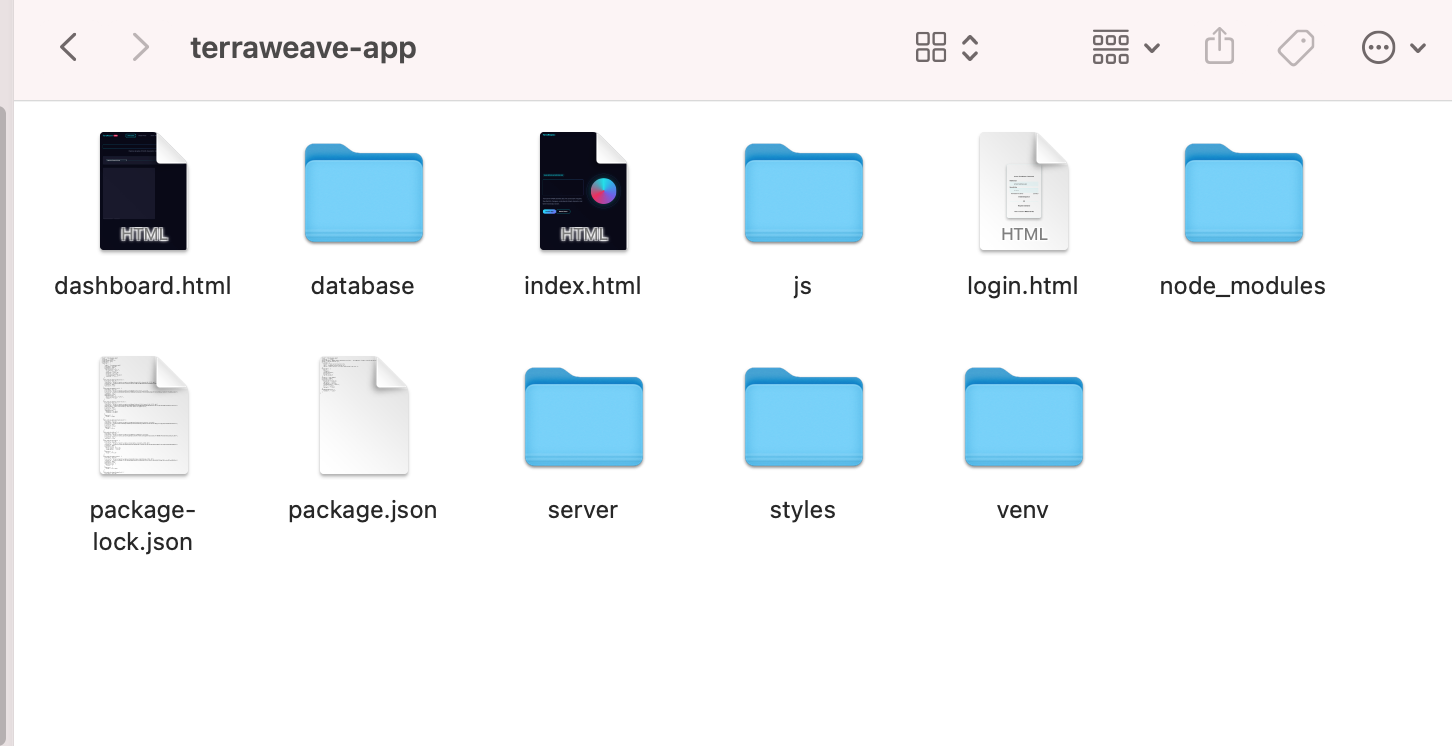 terraweave-app
HTML
HTML
HTML
dashboard.html
database
index.html
js
login.html
node_modules
package-
lock.json
package.json
server
styles
venv